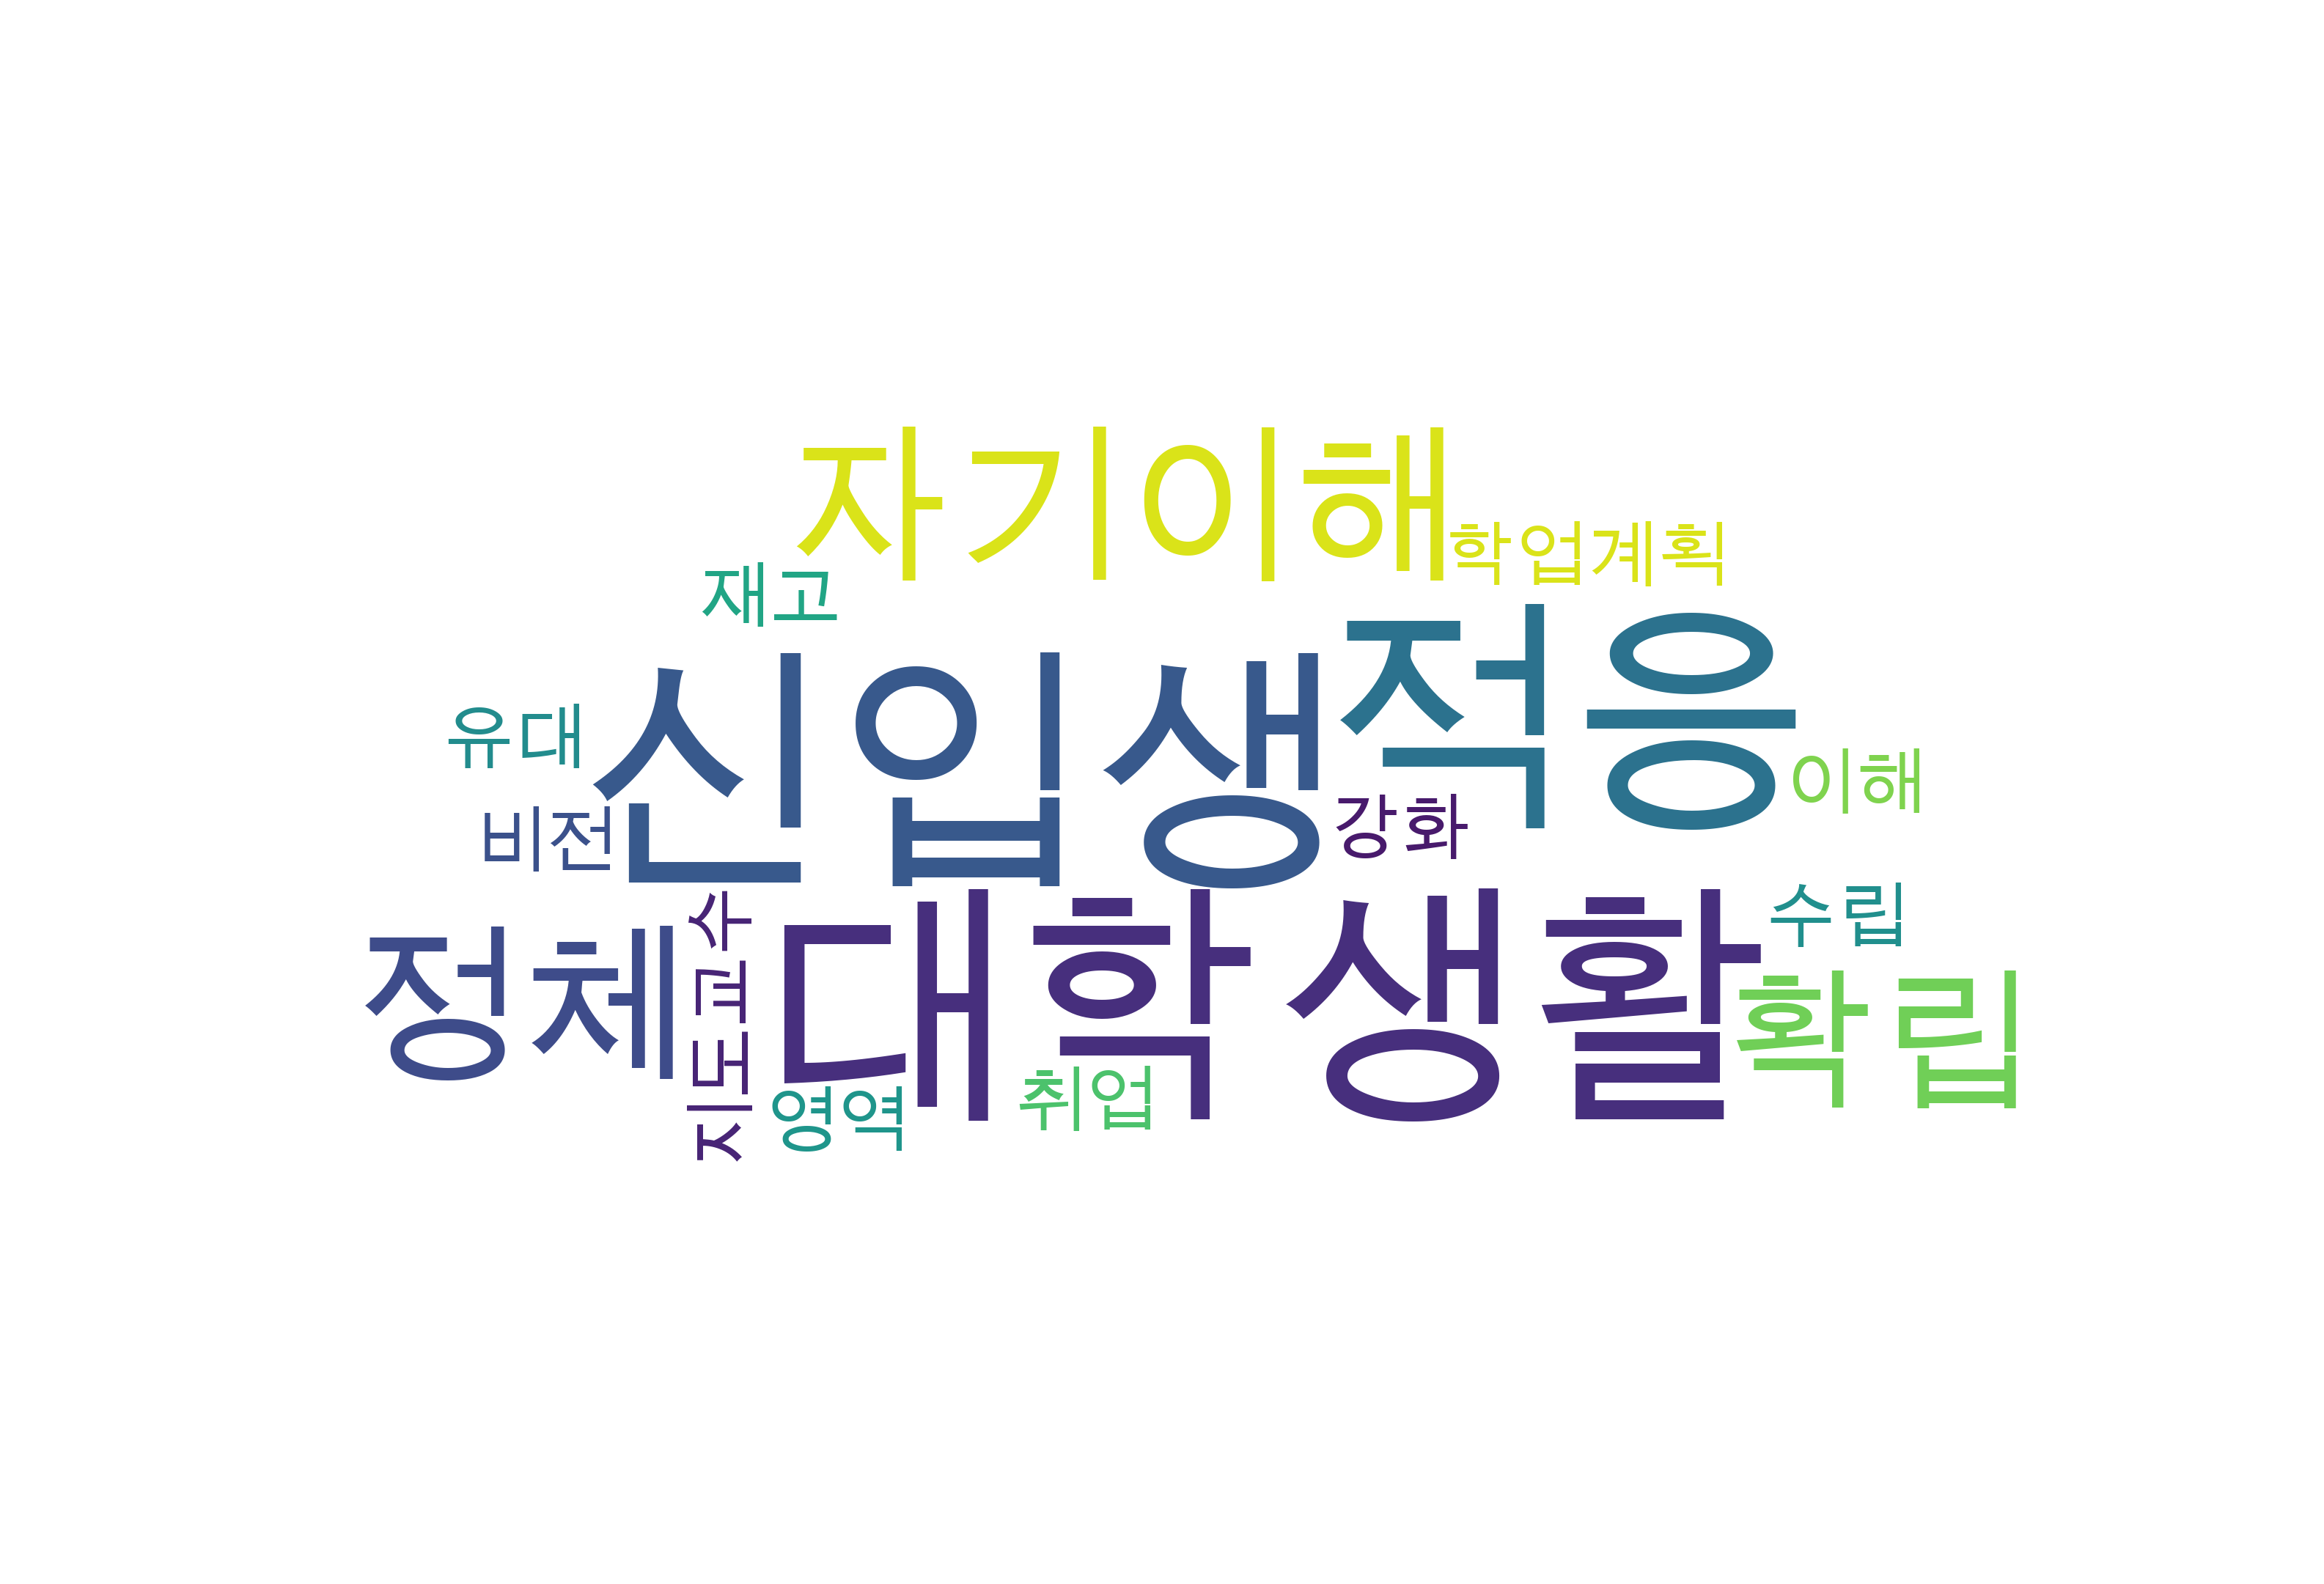 자기이해
학업계획
재고
적응
신입생
유대
이해
비전
강화
수립
정체
지도교수
대학생활
확립
영역
취업